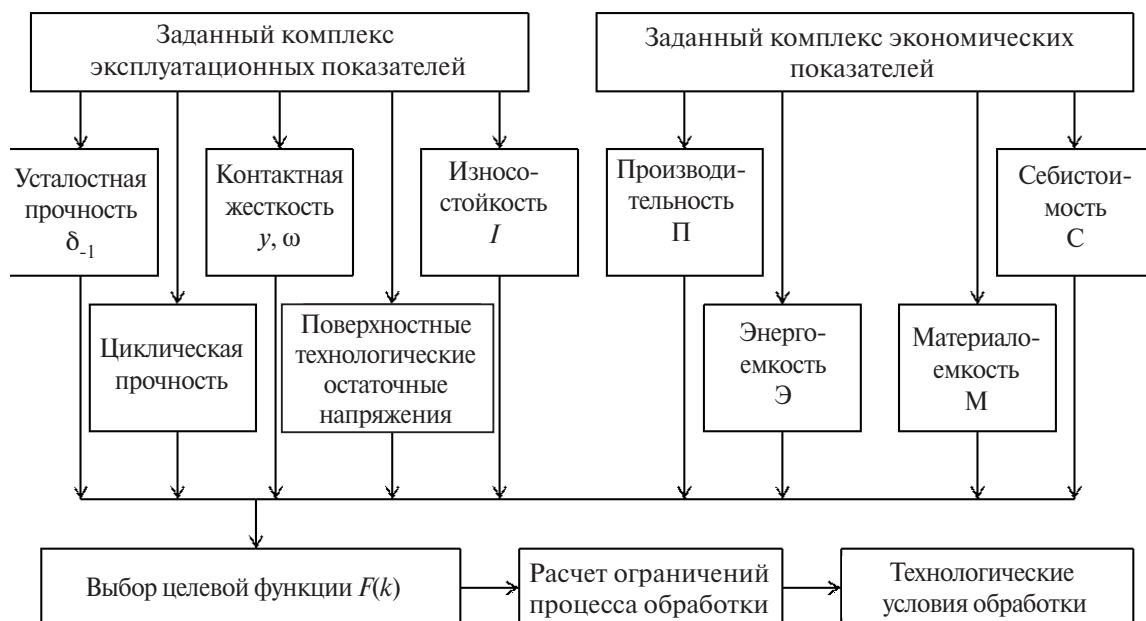 Заданный комплекс
эксплуатационных показателей
Заданный комплекс экономических
показателей
Усталостная
прочность
δ-1
Контактная
жесткость
y, ω
Износо-
стойкость
I
Производи-
тельность
П
Себистои-
мость
С
Циклическая
прочность
Поверхностные
технологические
остаточные
напряжения
Энерго-
емкость
Э
Материало-
емкость
М
Выбор целевой функции F(k)
Расчет ограничений
процесса обработки
Технологические
условия обработки